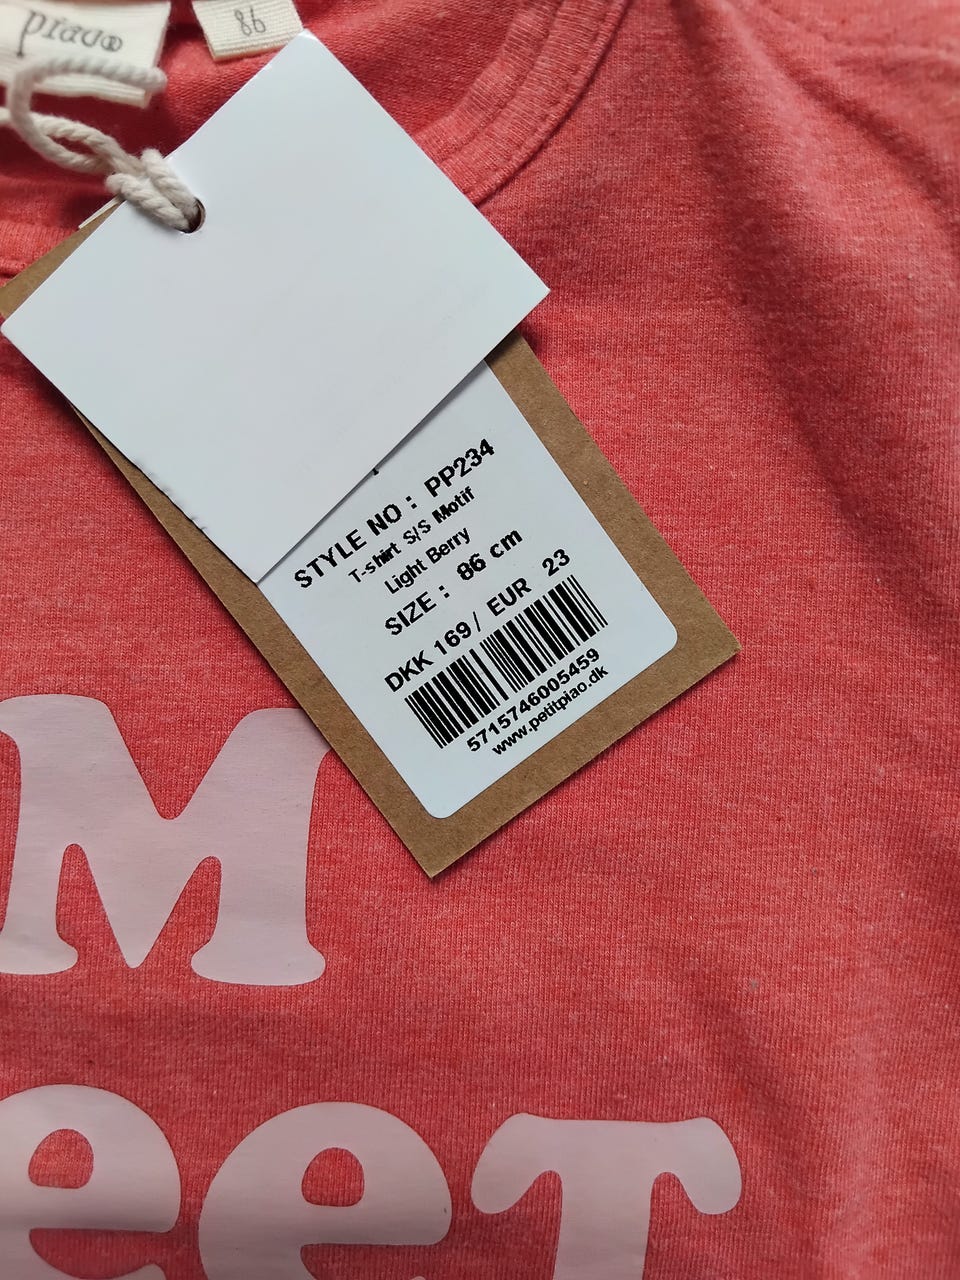 piao
86
STYLE NO : PP234
T-shirt S/S Motif
Light Berry
SIZE : 86 cm
DKK 169/ EUR 23
5715746005459
www.petitpiao.dk
M
eeT